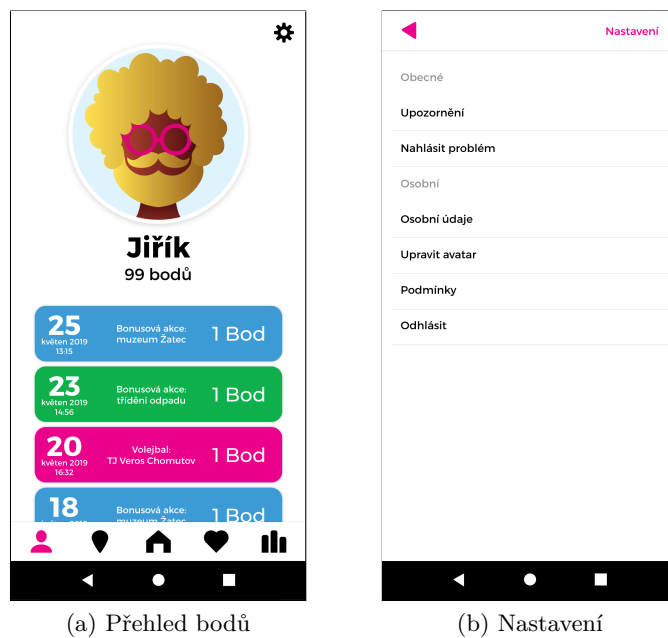 Jiřík
99 bodů
25
květen 2019
13:15
Bonusová akce:
muzeum Žatec
1 Bod
23
květen 2019
14:56
Bonusová akce:
třídění odpadu
1 Bod
20
květen 2019
16:32
Volejbal:
TJ Veros Chomutov
1 Bod
18
květen 2019
Bonusová akce:
muzeum Žatec
1 Bod
(a) Přehled bodů
Nastavení
Obecné
Upozornění
Nahlásit problém
Osobní
Osobní údaje
Upravit avatar
Podmínky
Odhlásit
(b) Nastavení